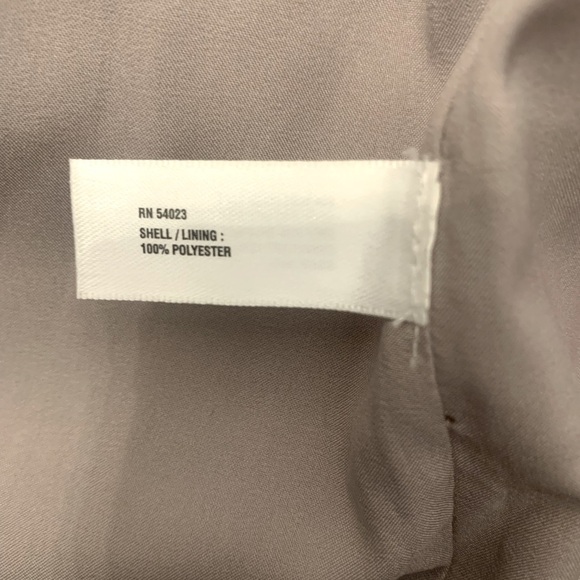 RN 54023
SHELL / LINING :
100% POLYESTER